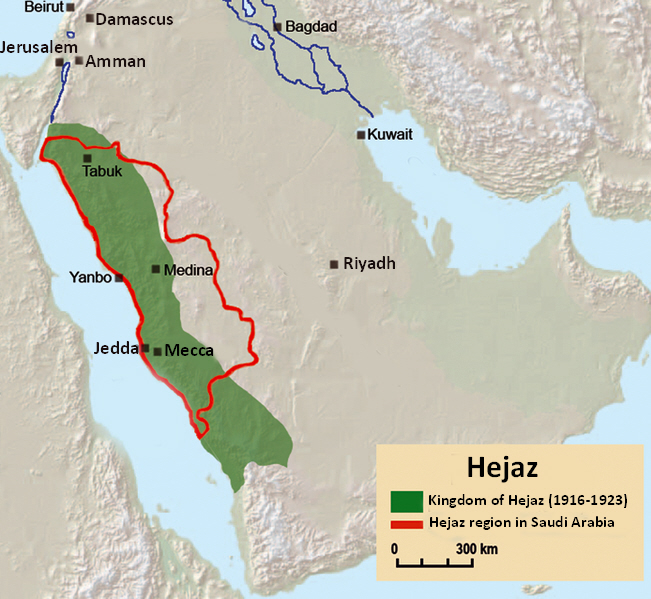 Beirut
Damascus
Bagdad
Jerusalem
Amman
Kuwait
Tabuk
Riyadh
Medina
Yanbo
Jedda
Mecca
Hejaz
Kingdom of Hejaz (1916-1923)
Hejaz region in Saudi Arabia
0 300 km